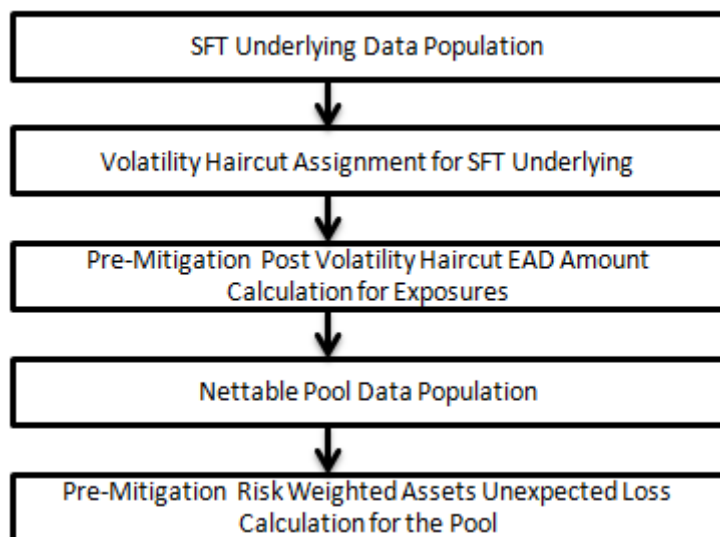 SFT Underlying Data Population
Volatility Haircut Assignment for SFT Underlying
Pre-Mitigation Post Volatility Haircut EAD Amount
Calculation for Exposures
Nettable Pool Data Population
Pre-Mitigation Risk Weighted Assets Unexpected Loss
Calculation for the Pool